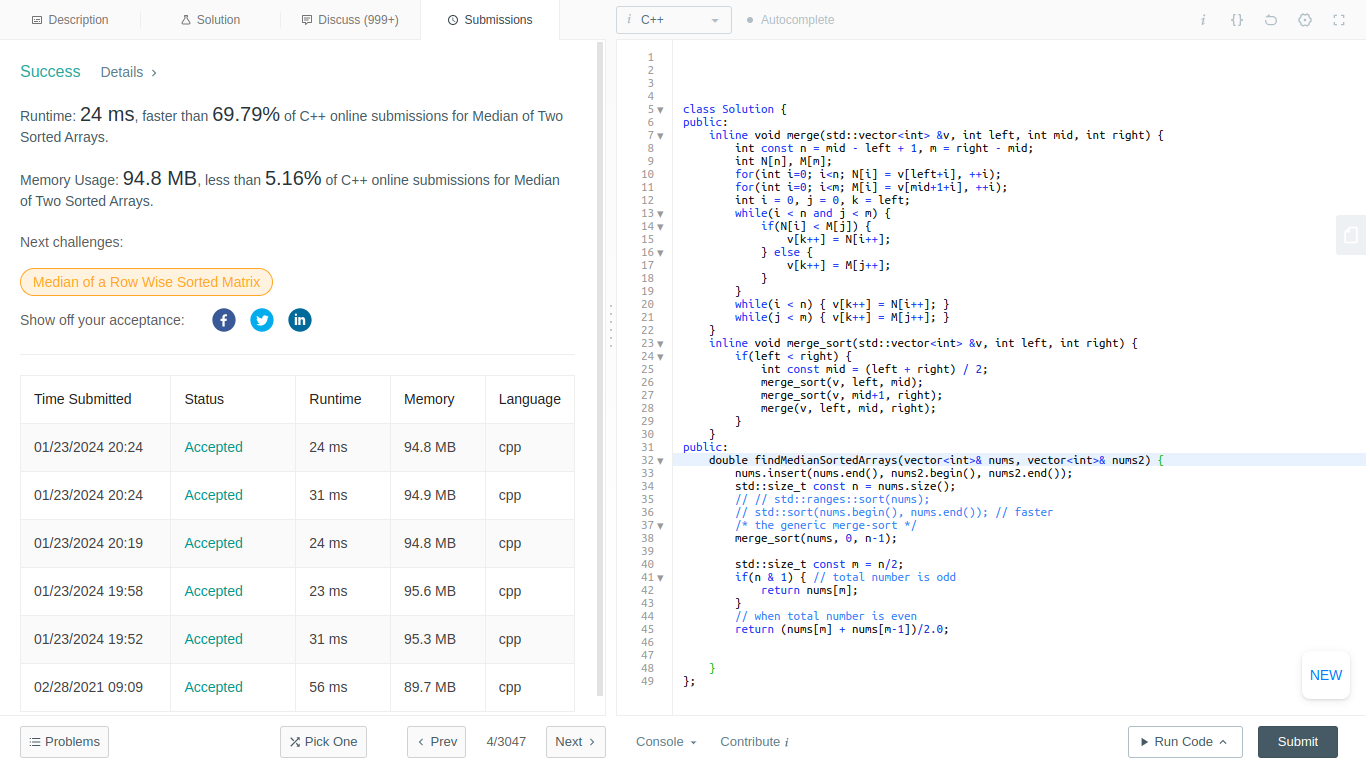 Description
Solution
Discuss (999+)
Submissions
i C++
Autocomplete
i {}
Success
Details ›
Runtime: 24 ms, faster than 69.79% of C++ online submissions for Median of Two
Sorted Arrays.
Memory Usage: 94.8 MB, less than 5.16% of C++ online submissions for Median
of Two Sorted Arrays.
Next challenges:
Median of a Row Wise Sorted Matrix
Show off your acceptance:
Time Submitted Status Runtime Memory Language
01/23/2024 20:24 Accepted 24 ms 94.8 MB cpp
01/23/2024 20:24 Accepted 31 ms 94.9 MB cpp
01/23/2024 20:19 Accepted 24 ms 94.8 MB cpp
01/23/2024 19:58 Accepted 23 ms 95.6 MB cpp
01/23/2024 19:52 Accepted 31 ms 95.3 MB cpp
02/28/2021 09:09 Accepted 56 ms 89.7 MB cpp
1
2
3
4
5 class Solution {
6 public:
7     inline void merge(std::vector<int> &v, int left, int mid, int right) {
8         int const n = mid - left + 1, m = right - mid;
9         int N[n], M[m];
10         for(int i=0; i<n; N[i] = v[left+i], ++i);
11         for(int i=0; i<m; M[i] = v[mid+1+i], ++i);
12         int i = 0, j = 0, k = left;
13         while(i < n and j < m) {
14             if(N[i] < M[j]) {
15                 v[k++] = N[i++];
16             } else {
17                 v[k++] = M[j++];
18             }
19         }
20         while(i < n) { v[k++] = N[i++]; }
21         while(j < m) { v[k++] = M[j++]; }
22     }
23     inline void merge_sort(std::vector<int> &v, int left, int right) {
24         if(left < right) {
25             int const mid = (left + right) / 2;
26             merge_sort(v, left, mid);
27             merge_sort(v, mid+1, right);
28             merge(v, left, mid, right);
29         }
30     }
31 public:
32     double findMedianSortedArrays(vector<int>& nums, vector<int>& nums2) {
33         nums.insert(nums.end(), nums2.begin(), nums2.end());
34         std::size_t const n = nums.size();
35         // // std::ranges::sort(nums);
36         // std::sort(nums.begin(), nums.end()); // faster
37         /* the generic merge-sort */
38         merge_sort(nums, 0, n-1);
39
40         std::size_t const m = n/2;
41         if(n & 1) { // total number is odd
42             return nums[m];
43         }
44         // when total number is even
45         return (nums[m] + nums[m-1])/2.0;
46
47
48     }
49 };
NEW
Problems
Pick One
‹ Prev
4/3047
Next ›
Console
Contribute i
Run Code
Submit